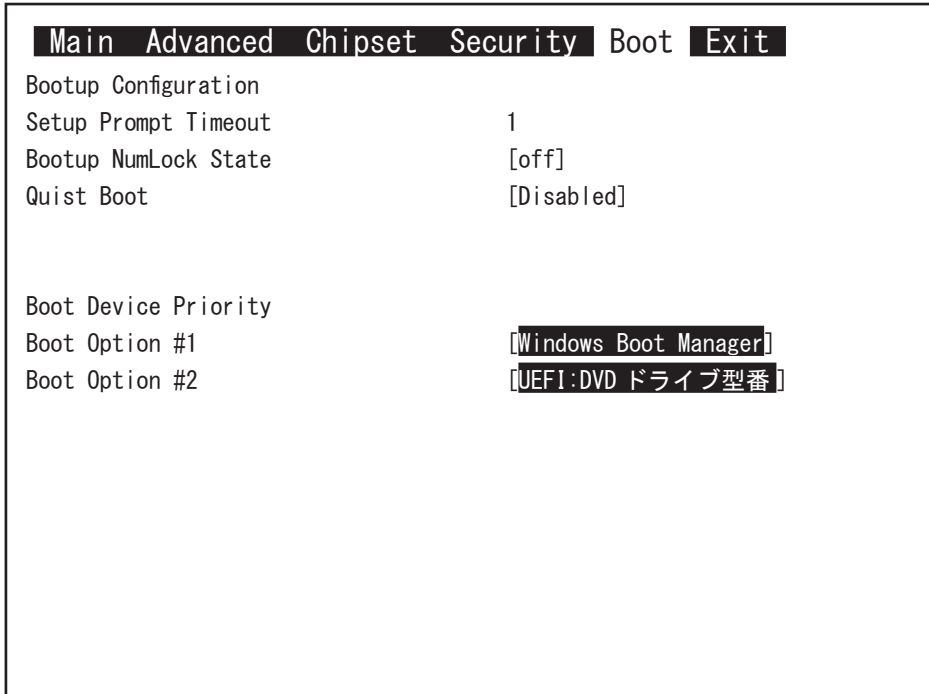 Main Advanced Chipset Security Boot Exit
Bootup Configuration
Setup Prompt Timeout 1
Bootup NumLock State [off]
Quist Boot [Disabled]
Boot Device Priority
Boot Option #1 [Windows Boot Manager]
Boot Option #2 [UEFI:DVD ドライブ型番]